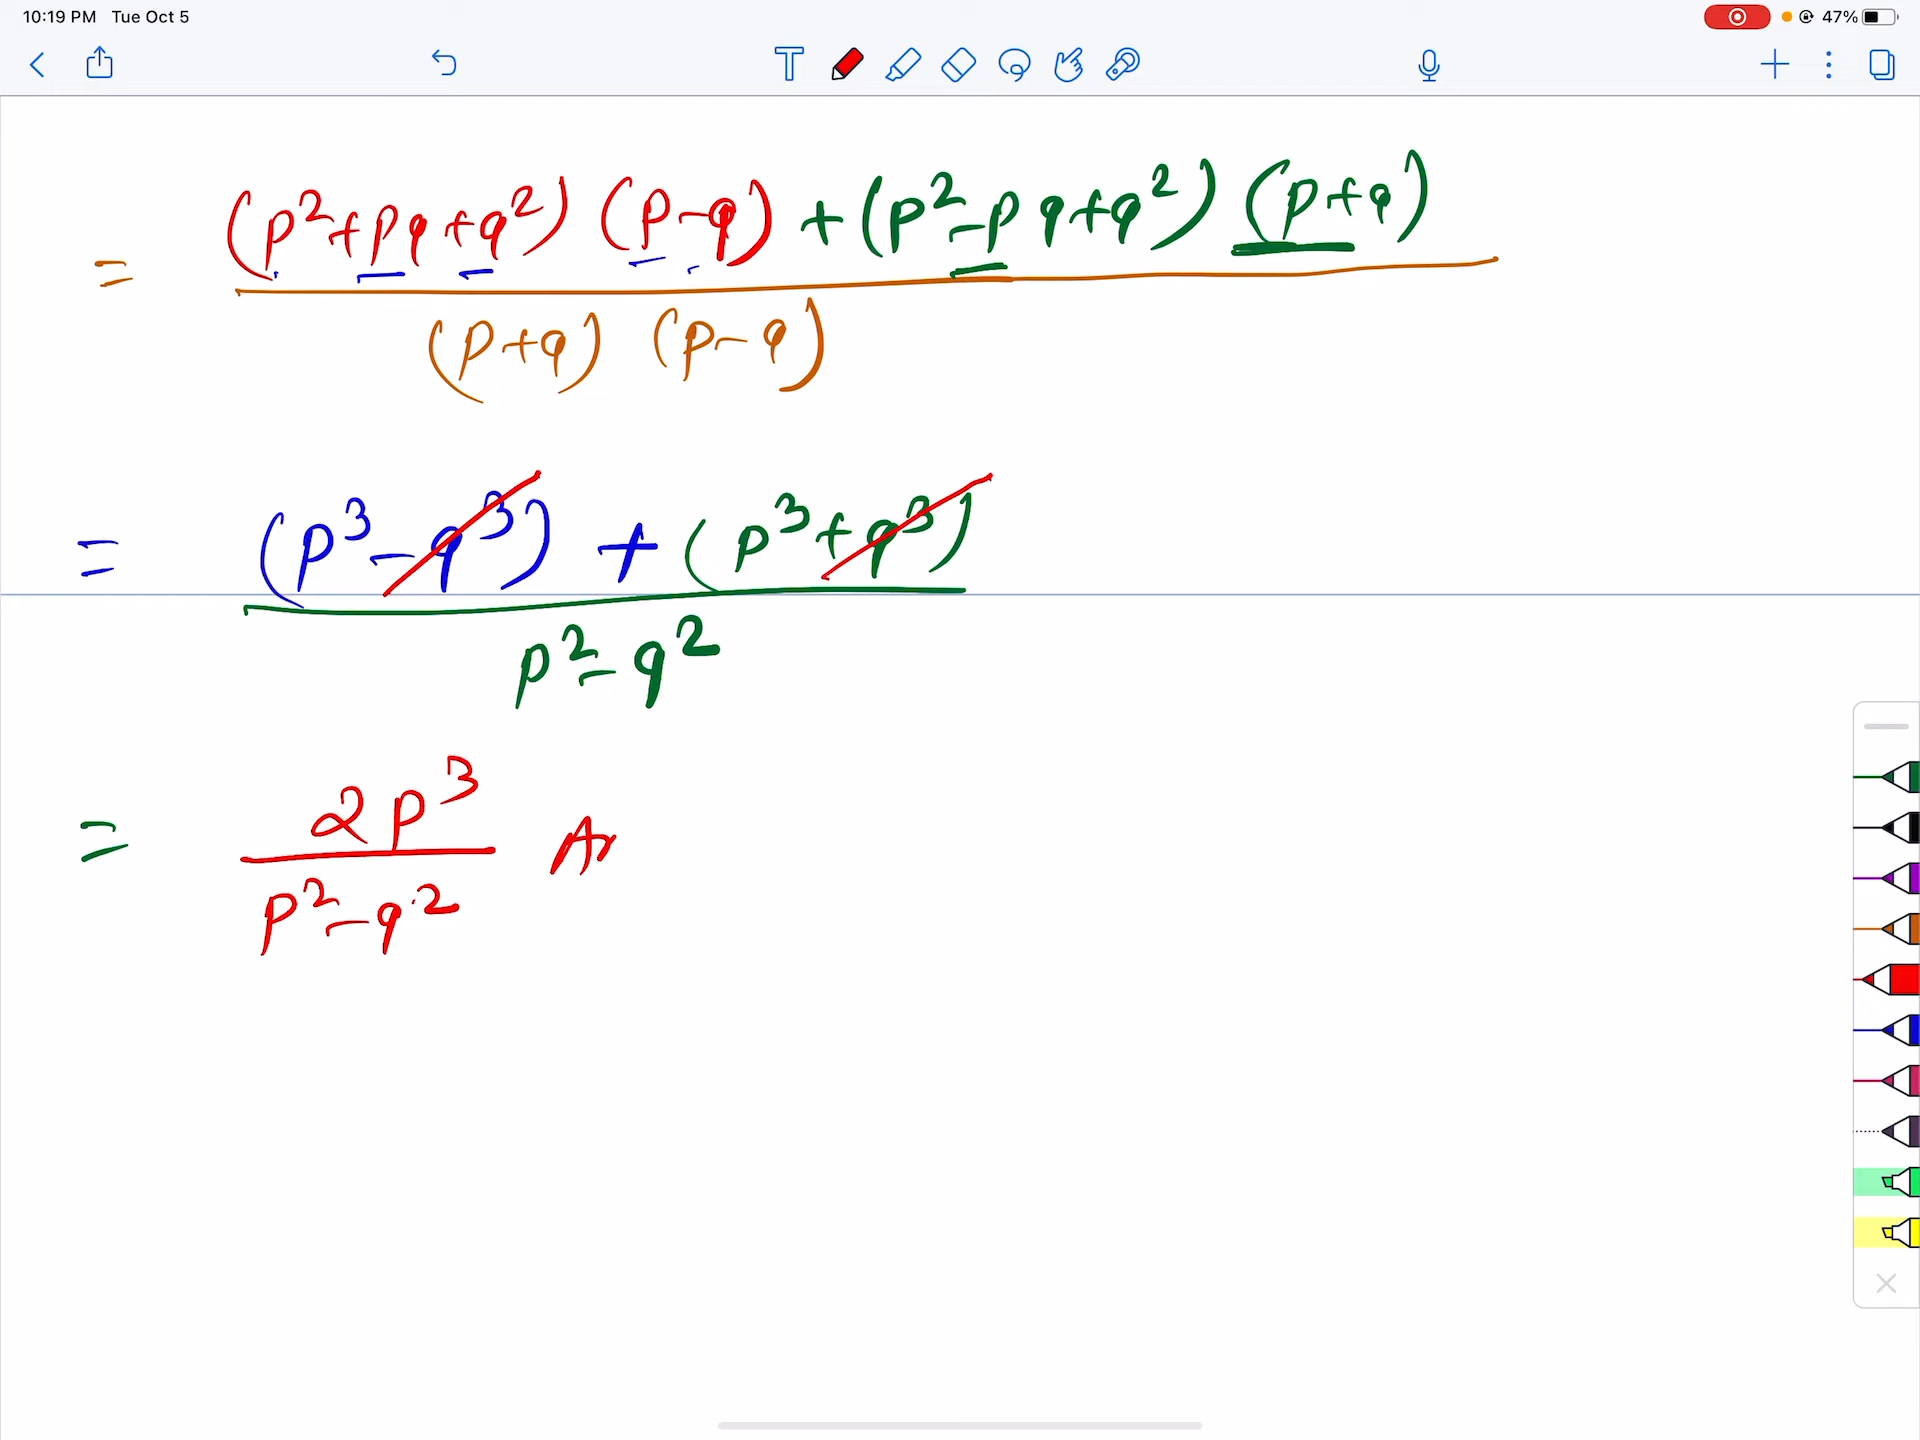 10:19 PM Tue Oct 5 47%
= (p²+pq+q²) (p-q) + (p²-pq+q²) (p+q)
(p+q) (p-q)
= (p³-q³) + (p³+q³)
p²-q²
= 2p³
p²-q²